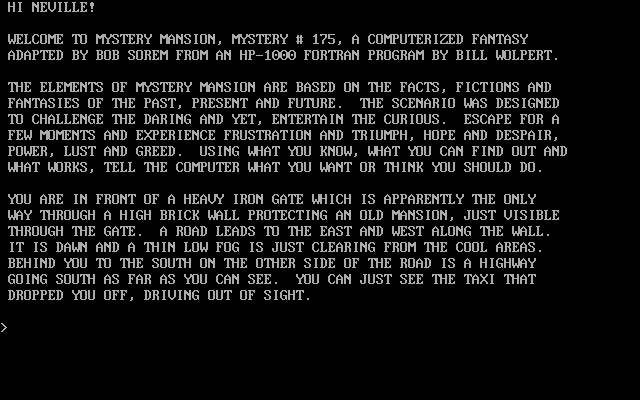 HI NEVILLE!
WELCOME TO MYSTERY MANSION, MYSTERY # 175, A COMPUTERIZED FANTASY
ADAPTED BY BOB SOREM FROM AN HP-1000 FORTRAN PROGRAM BY BILL WOLPERT.
THE ELEMENTS OF MYSTERY MANSION ARE BASED ON THE FACTS, FICTIONS AND
FANTASIES OF THE PAST, PRESENT AND FUTURE.  THE SCENARIO WAS DESIGNED
TO CHALLENGE THE DARING AND YET, ENTERTAIN THE CURIOUS.  ESCAPE FOR A
FEW MOMENTS AND EXPERIENCE FRUSTRATION AND TRIUMPH, HOPE AND DESPAIR,
POWER, LUST AND GREED.  USING WHAT YOU KNOW, WHAT YOU CAN FIND OUT AND
WHAT WORKS, TELL THE COMPUTER WHAT YOU WANT OR THINK YOU SHOULD DO.
YOU ARE IN FRONT OF A HEAVY IRON GATE WHICH IS APPARENTLY THE ONLY
WAY THROUGH A HIGH BRICK WALL PROTECTING AN OLD MANSION, JUST VISIBLE
THROUGH THE GATE.  A ROAD LEADS TO THE EAST AND WEST ALONG THE WALL.
IT IS DAWN AND A THIN LOW FOG IS JUST CLEARING FROM THE COOL AREAS.
BEHIND YOU TO THE SOUTH ON THE OTHER SIDE OF THE ROAD IS A HIGHWAY
GOING SOUTH AS FAR AS YOU CAN SEE.  YOU CAN JUST SEE THE TAXI THAT
DROPPED YOU OFF, DRIVING OUT OF SIGHT.
>